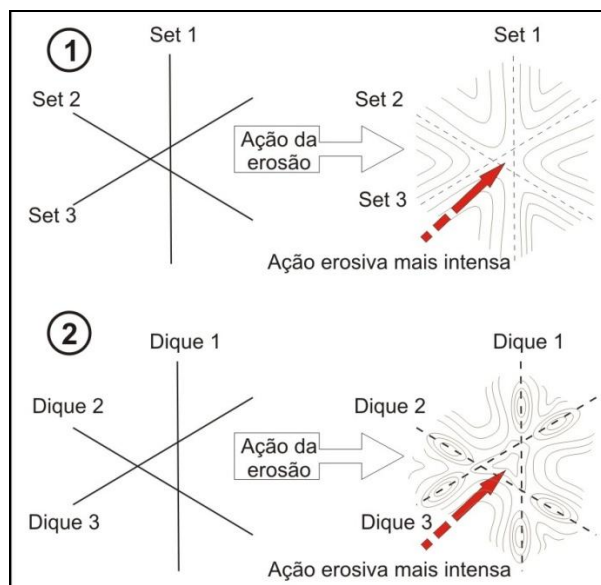 1
Set 1
Set 1
Set 2
Set 2
Ação da
erosão
Set 3
Set 3
Ação erosiva mais intensa
2
Dique 1
Dique 1
Dique 2
Dique 2
Ação da
erosão
Dique 3
Dique 3
Ação erosiva mais intensa